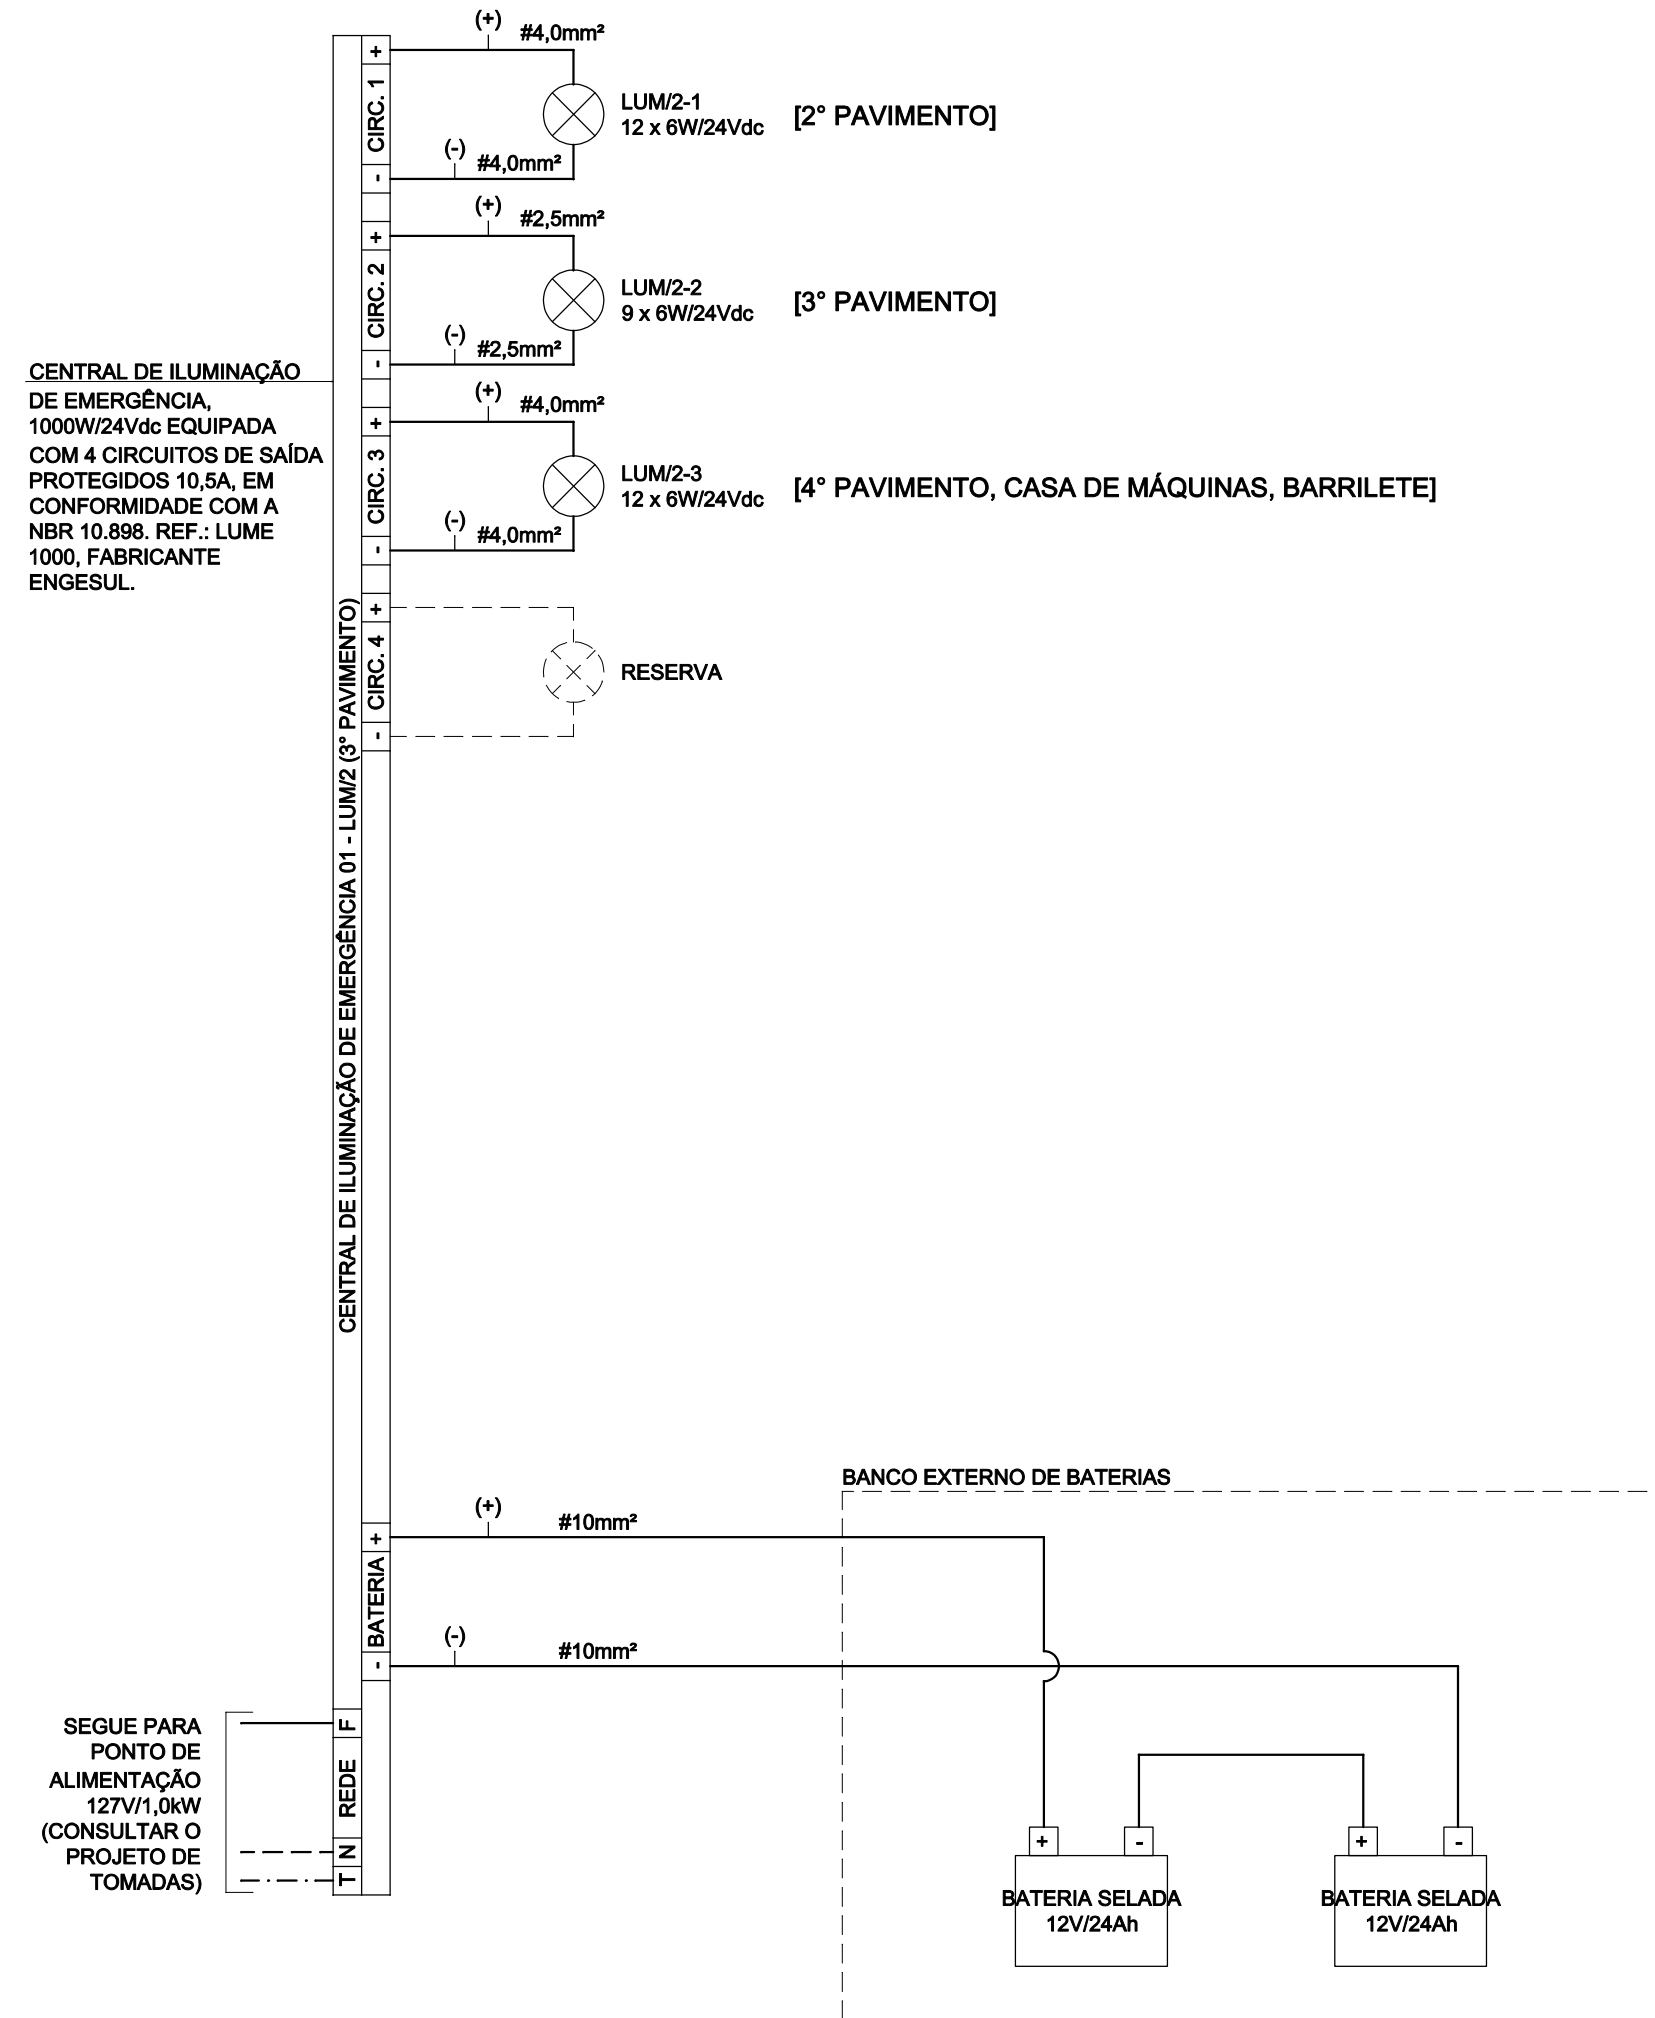 (+)
#4,0mm²
+
CIRC. 1
LUM/2-1
12 x 6W/24Vdc
[2° PAVIMENTO]
(-)
#4,0mm²
-
(+)
#2,5mm²
+
CIRC. 2
LUM/2-2
9 x 6W/24Vdc
[3° PAVIMENTO]
(-)
#2,5mm²
-
CENTRAL DE ILUMINAÇÃO
DE EMERGÊNCIA,
1000W/24Vdc EQUIPADA
COM 4 CIRCUITOS DE SAÍDA
PROTEGIDOS 10,5A, EM
CONFORMIDADE COM A
NBR 10.898. REF.: LUME
1000, FABRICANTE
ENGESUL.
(+)
#4,0mm²
+
CIRC. 3
LUM/2-3
12 x 6W/24Vdc
[4° PAVIMENTO, CASA DE MÁQUINAS, BARRILETE]
(-)
#4,0mm²
-
+
CIRC. 4
RESERVA
-
CENTRAL DE ILUMINAÇÃO DE EMERGÊNCIA 01 - LUM/2 (3° PAVIMENTO)
BANCO EXTERNO DE BATERIAS
(+)
#10mm²
+
BATERIA
(-)
#10mm²
-
SEGUE PARA
PONTO DE
ALIMENTAÇÃO
127V/1,0kW
(CONSULTAR O
PROJETO DE
TOMADAS)
F
REDE
N
T
+
-
BATERIA SELADA
12V/24Ah
+
-
BATERIA SELADA
12V/24Ah